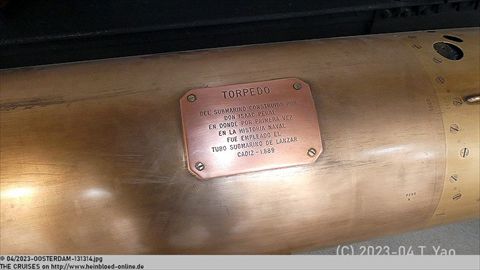 TORPEDO
DEL SUBMARINO CONSTRUIDO POR
DON ISAAC PERAL
EN DONDE POR PRIMERA VEZ
EN LA HISTORIA NAVAL
FUE EMPLEADO EL
TUBO SUBMARINO DE LANZAR
CADIZ-1.889
(C) 2023-04 T. Yao
© 04/2023-OOSTERDAM-131314.jpg
THE CRUISES on http://www.heinbloed-online.de